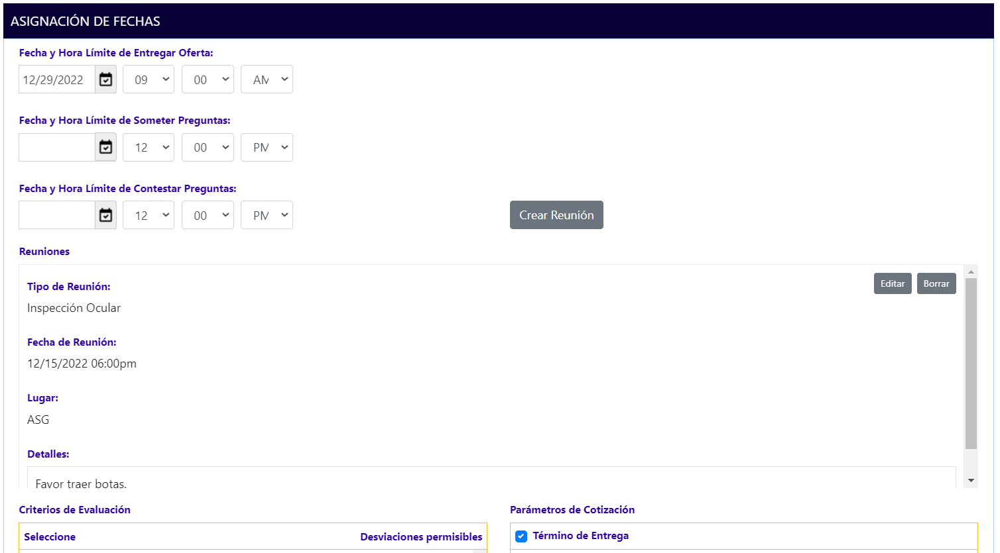 ASIGNACIÓN DE FECHAS
Fecha y Hora Límite de Entregar Oferta:
12/29/2022 09 00 AM
Fecha y Hora Límite de Someter Preguntas:
12 00 PM
Fecha y Hora Límite de Contestar Preguntas:
12 00 PM Crear Reunión
Reuniones
Editar Borrar
Tipo de Reunión:
Inspección Ocular
Fecha de Reunión:
12/15/2022 06:00pm
Lugar:
ASG
Detalles:
Favor traer botas.
Criterios de Evaluación Parámetros de Cotización
Seleccione Desviaciones permisibles Término de Entrega